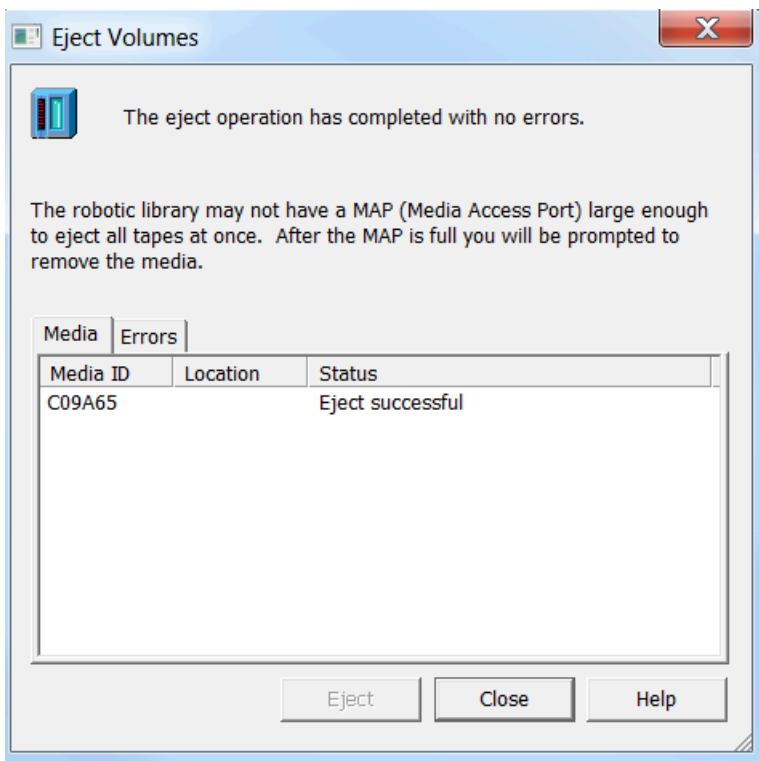 Eject Volumes
The eject operation has completed with no errors.
The robotic library may not have a MAP (Media Access Port) large enough
to eject all tapes at once.  After the MAP is full you will be prompted to
remove the media.
Media Errors
Media ID Location Status
C09A65 Eject successful
Eject Close Help